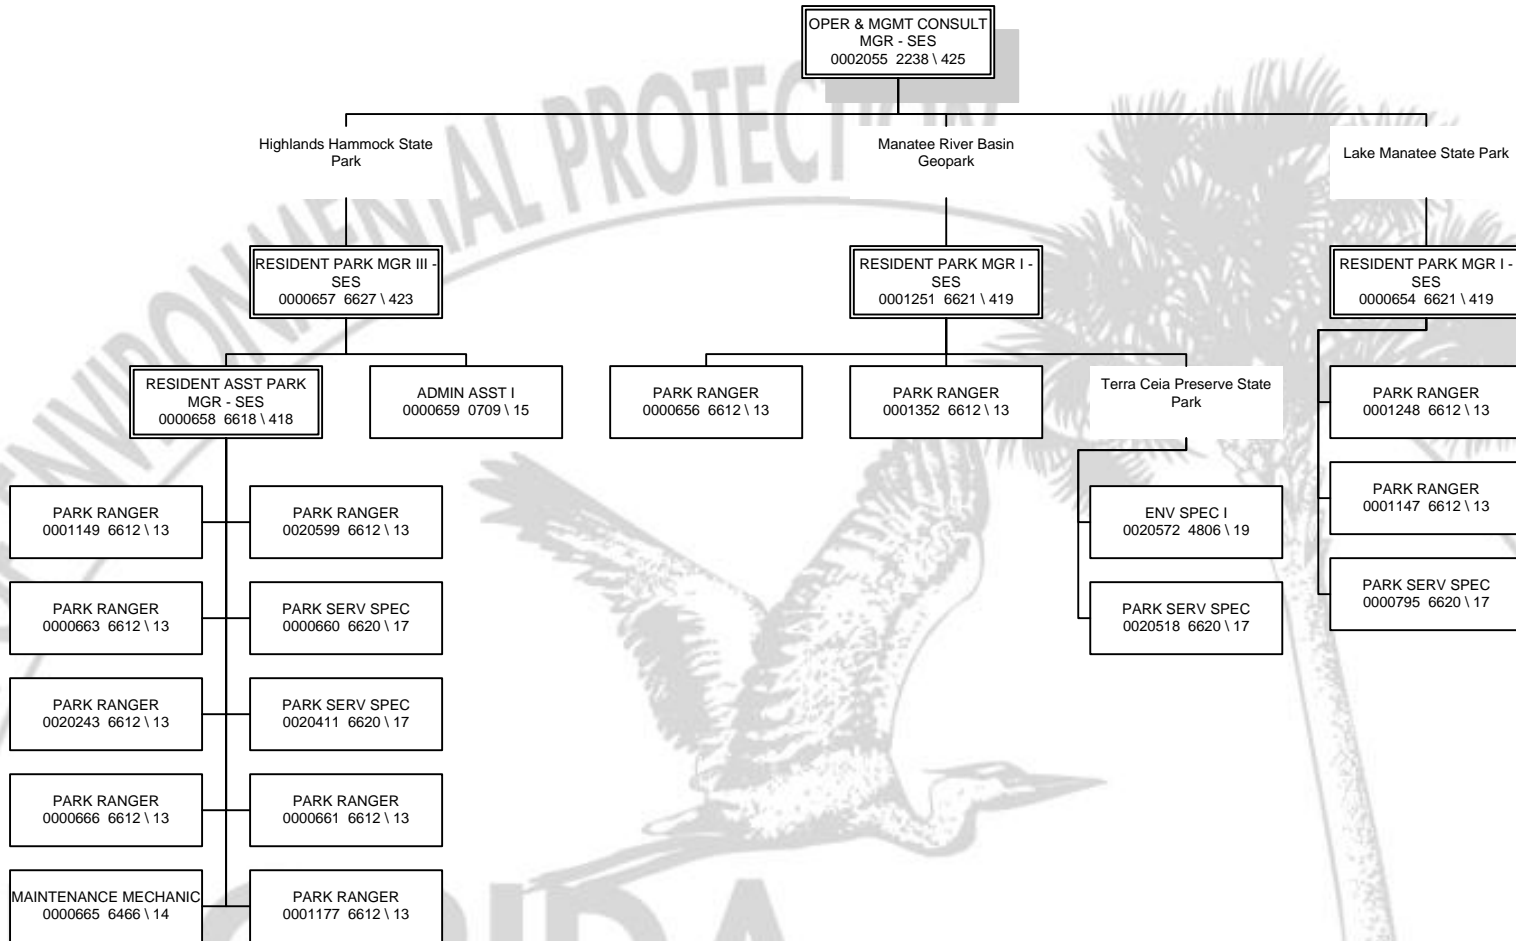 OPER & MGMT CONSULT
MGR - SES
0002055 2238 \ 425
Highlands Hammock State
Park
Manatee River Basin
Geopark
Lake Manatee State Park
RESIDENT PARK MGR III -
SES
0000657 6627 \ 423
RESIDENT PARK MGR I -
SES
0001251 6621 \ 419
RESIDENT PARK MGR I -
SES
0000654 6621 \ 419
RESIDENT ASST PARK
MGR - SES
0000658 6618 \ 418
ADMIN ASST I
0000659 0709 \ 15
PARK RANGER
0000656 6612 \ 13
PARK RANGER
0001352 6612 \ 13
Terra Ceia Preserve State
Park
PARK RANGER
0001248 6612 \ 13
PARK RANGER
0001149 6612 \ 13
PARK RANGER
0020599 6612 \ 13
ENV SPEC I
0020572 4806 \ 19
PARK RANGER
0001147 6612 \ 13
PARK RANGER
0000663 6612 \ 13
PARK SERV SPEC
0000660 6620 \ 17
PARK SERV SPEC
0020518 6620 \ 17
PARK SERV SPEC
0000795 6620 \ 17
PARK RANGER
0020243 6612 \ 13
PARK SERV SPEC
0020411 6620 \ 17
PARK RANGER
0000666 6612 \ 13
PARK RANGER
0000661 6612 \ 13
MAINTENANCE MECHANIC
0000665 6466 \ 14
PARK RANGER
0001177 6612 \ 13
ENVIRONMENTAL PROTECTION